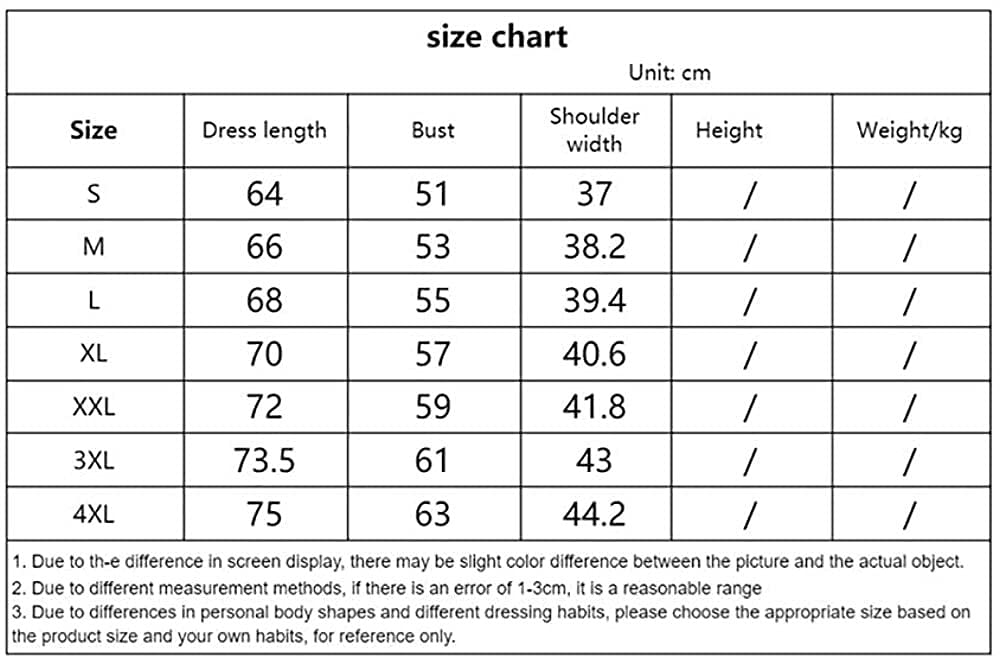 size chart
Unit: cm
Size Dress length Bust Shoulder width Height Weight/kg
S 64 51 37 / /
M 66 53 38.2 / /
L 68 55 39.4 / /
XL 70 57 40.6 / /
XXL 72 59 41.8 / /
3XL 73.5 61 43 / /
4XL 75 63 44.2 / /
1. Due to th-e difference in screen display, there may be slight color difference between the picture and the actual object.
2. Due to different measurement methods, if there is an error of 1-3cm, it is a reasonable range
3. Due to differences in personal body shapes and different dressing habits, please choose the appropriate size based on
the product size and your own habits, for reference only.